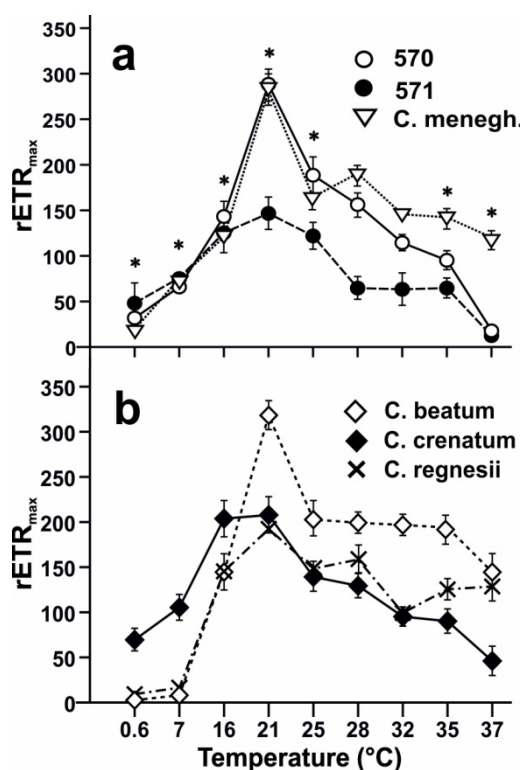 a
570
571
C. menegh.
rETRmax
350
300
250
200
150
100
50
0
* * * * * * *
b
C. beatum
C. crenatum
C. regnesii
rETRmax
350
300
250
200
150
100
50
0
0.6 7 16 21 25 28 32 35 37
Temperature (°C)